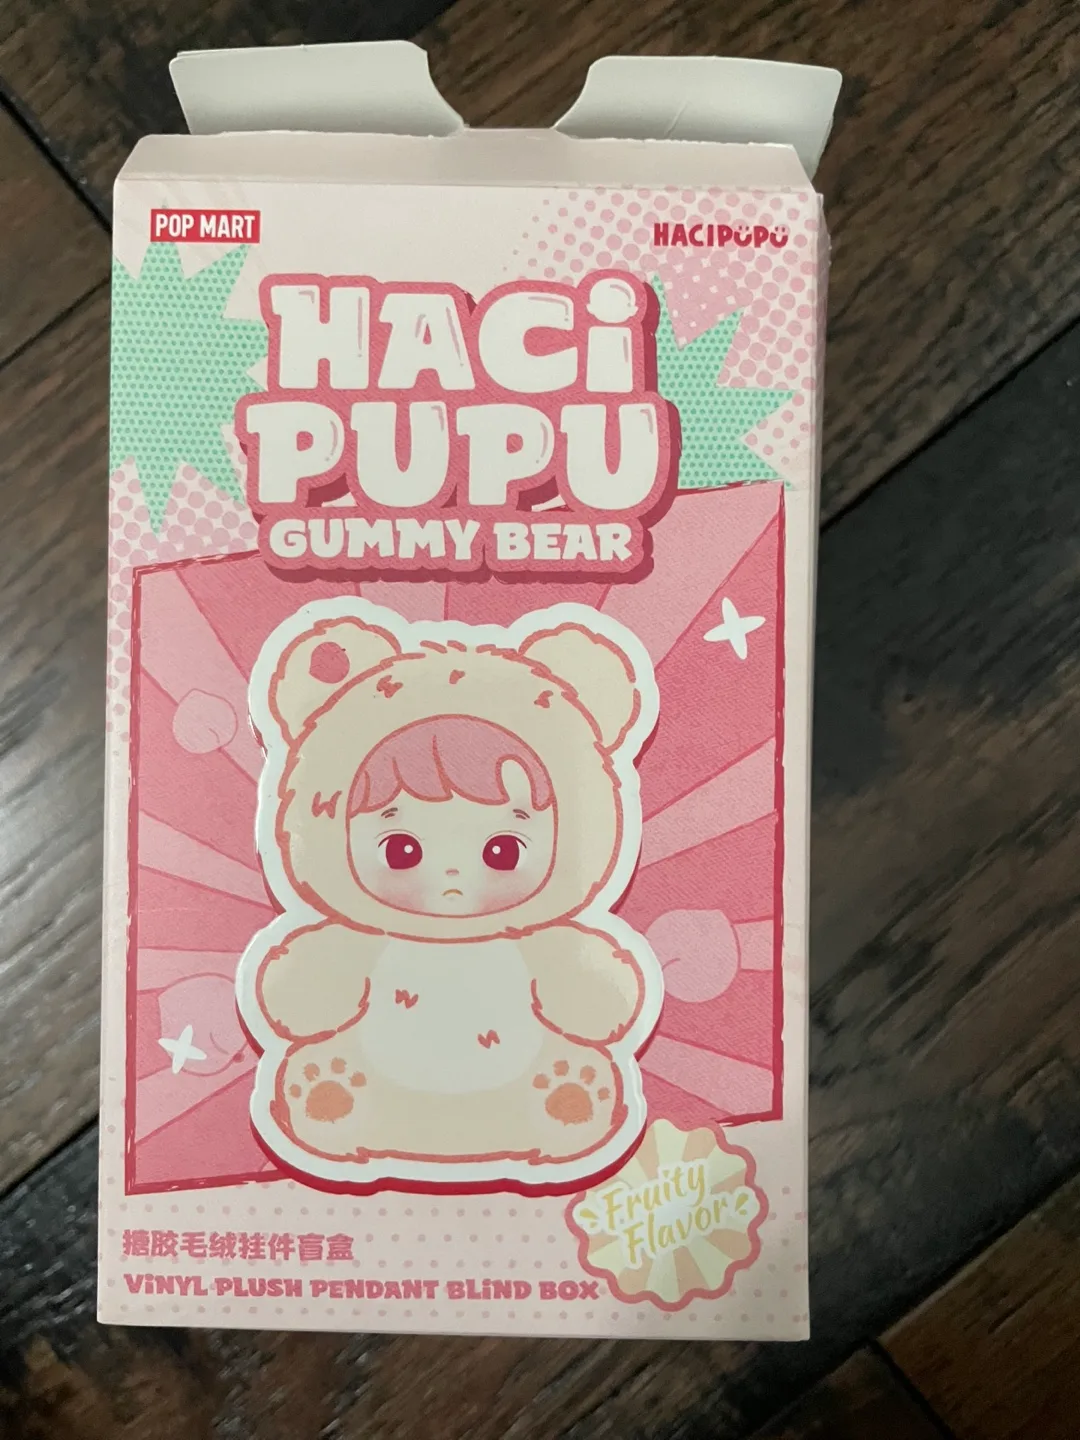 POP MART
HACIPUPU
HACi
PUPU
GUMMY BEAR
Fruity
Flavor
搪胶毛绒挂件盲盒
ViNYL PLUSH PENDANT BLiND BOX